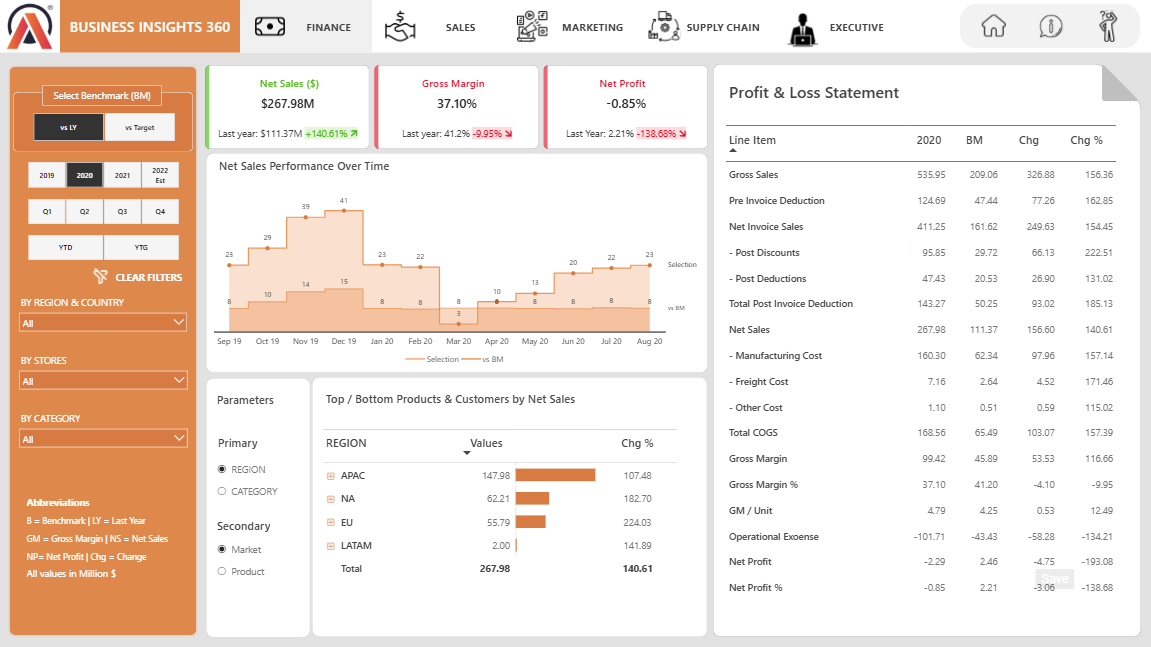 BUSINESS INSIGHTS 360
FINANCE
SALES
MARKETING
SUPPLY CHAIN
EXECUTIVE
Select Benchmark (BM)
vs LY
vs Target
2019
2020
2021
2022
Est
Q1
Q2
Q3
Q4
YTD
YTG
CLEAR FILTERS
BY REGION & COUNTRY
All
BY STORES
All
BY CATEGORY
All
Abbreviations
B = Benchmark | LY = Last Year
GM = Gross Margin | NS = Net Sales
NP= Net Profit | Chg = Change
All values in Million $
Net Sales ($)
$267.98M
Last year: $111.37M +140.61%
Gross Margin
37.10%
Last year: 41.2% -9.95%
Net Profit
-0.85%
Last Year: 2.21% -138.68%
Net Sales Performance Over Time
23 29 39 41 23 22 3 10 13 20 22 23
8 10 14 15 8 8 8 8 8 8 8
Selection
vs BM
Sep 19 Oct 19 Nov 19 Dec 19 Jan 20 Feb 20 Mar 20 Apr 20 May 20 Jun 20 Jul 20 Aug 20
Selection vs BM
Parameters
Primary
REGION
CATEGORY
Secondary
Market
Product
Top / Bottom Products & Customers by Net Sales
REGION Values Chg %
APAC 147.98 107.48
NA 62.21 182.70
EU 55.79 224.03
LATAM 2.00 141.89
Total 267.98 140.61
Profit & Loss Statement
Line Item 2020 BM Chg Chg %
Gross Sales 535.95 209.06 326.88 156.36
Pre Invoice Deduction 124.69 47.44 77.26 162.85
Net Invoice Sales 411.25 161.62 249.63 154.45
- Post Discounts 95.85 29.72 66.13 222.51
- Post Deductions 47.43 20.53 26.90 131.02
Total Post Invoice Deduction 143.27 50.25 93.02 185.13
Net Sales 267.98 111.37 156.60 140.61
- Manufacturing Cost 160.30 62.34 97.96 157.14
- Freight Cost 7.16 2.64 4.52 171.46
- Other Cost 1.10 0.51 0.59 115.02
Total COGS 168.56 65.49 103.07 157.39
Gross Margin 99.42 45.89 53.53 116.66
Gross Margin % 37.10 41.20 -4.10 -9.95
GM / Unit 4.79 4.25 0.53 12.49
Operational Exoense -101.71 -43.43 -58.28 -134.21
Net Profit -2.29 2.46 -4.75 -193.08
Save
Net Profit % -0.85 2.21 -3.06 -138.68